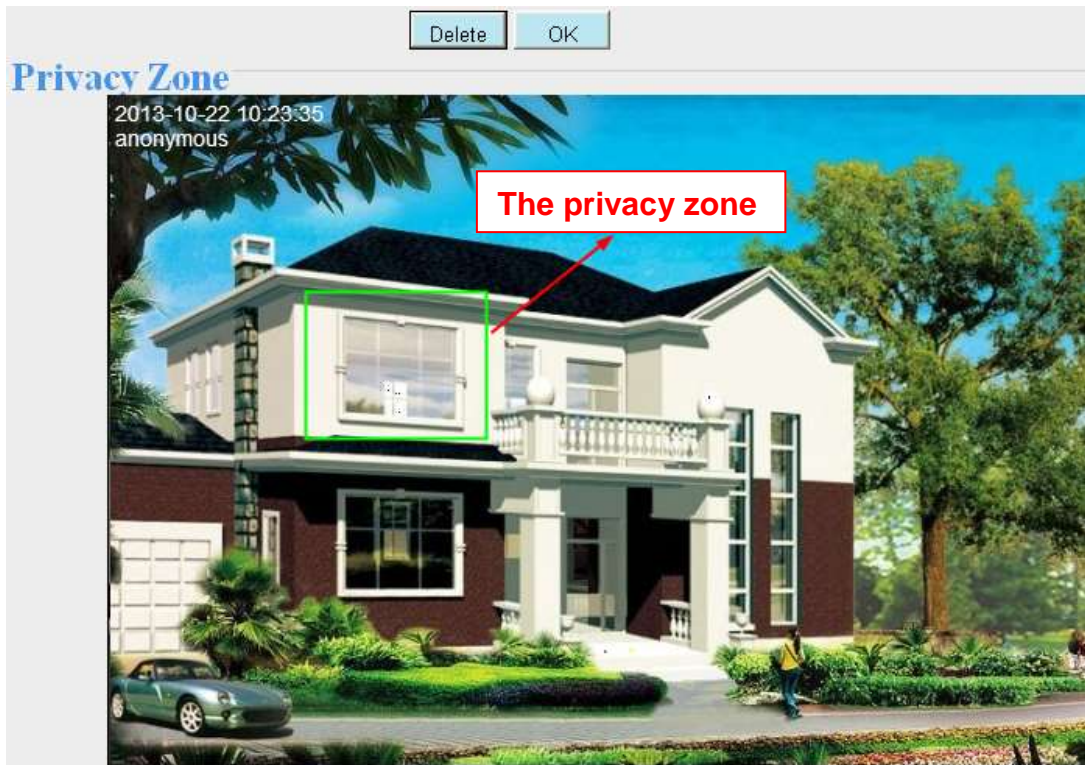 Delete OK
Privacy Zone
2013-10-22 10:23:35
anonymous
The privacy zone